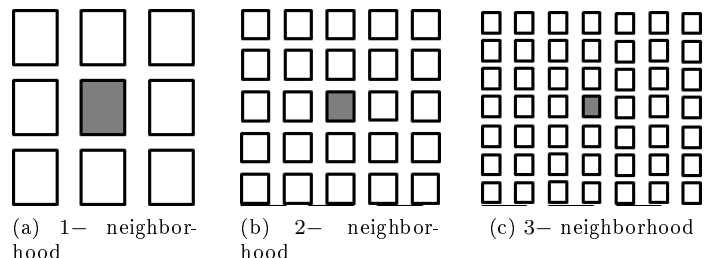 (a) 1− neighbor-
hood
(b) 2− neighbor-
hood
(c) 3− neighborhood